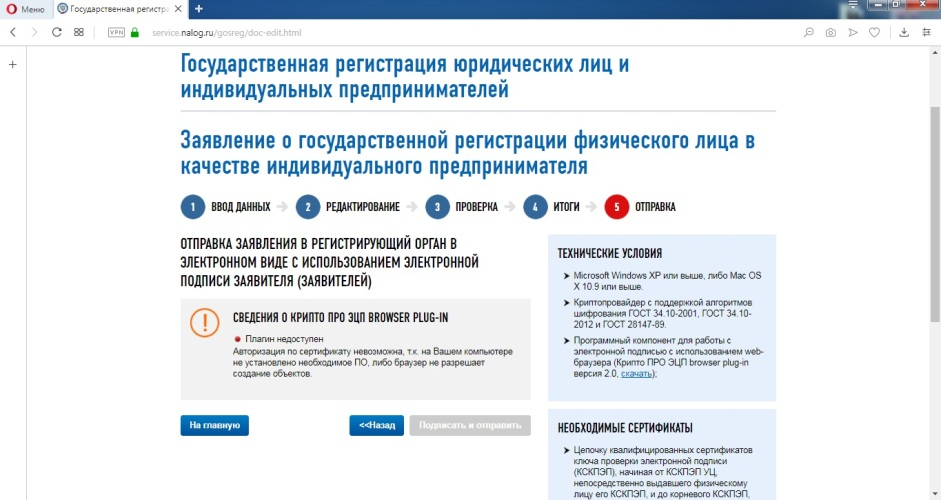 Меню
Государственная регистра
VPN
service.nalog.ru/gosreg/doc-edit.html
Государственная регистрация юридических лиц и
индивидуальных предпринимателей
Заявление о государственной регистрации физического лица в
качестве индивидуального предпринимателя
1 ВВОД ДАННЫХ 2 РЕДАКТИРОВАНИЕ 3 ПРОВЕРКА 4 ИТОГИ 5 ОТПРАВКА
ОТПРАВКА ЗАЯВЛЕНИЯ В РЕГИСТРИРУЮЩИЙ ОРГАН В
ЭЛЕКТРОННОМ ВИДЕ С ИСПОЛЬЗОВАНИЕМ ЭЛЕКТРОННОЙ
ПОДПИСИ ЗАЯВИТЕЛЯ (ЗАЯВИТЕЛЕЙ)
СВЕДЕНИЯ О КРИПТО ПРО ЭЦП BROWSER PLUG-IN
Плагин недоступен
Авторизация по сертификату невозможна, т.к. на Вашем компьютере
не установлено необходимое ПО, либо браузер не разрешает
создание объектов.
На главную
<<Назад
Подписать и отправить
ТЕХНИЧЕСКИЕ УСЛОВИЯ
Microsoft Windows XP или выше, либо Mac OS
X 10.9 или выше.
Криптопровайдер с поддержкой алгоритмов
шифрования ГОСТ 34.10-2001, ГОСТ 34.10-
2012 и ГОСТ 28147-89.
Программный компонент для работы с
электронной подписью с использованием web-
браузера (Крипто ПРО ЭЦП browser plug-in
версия 2.0, скачать);
НЕОБХОДИМЫЕ СЕРТИФИКАТЫ
Цепочку квалифицированных сертификатов
ключа проверки электронной подписи
(КСКПЭП), начиная от КСКПЭП УЦ,
непосредственно выдавшего физическому
лицу его КСКПЭП, и до корневого КСКПЭП,